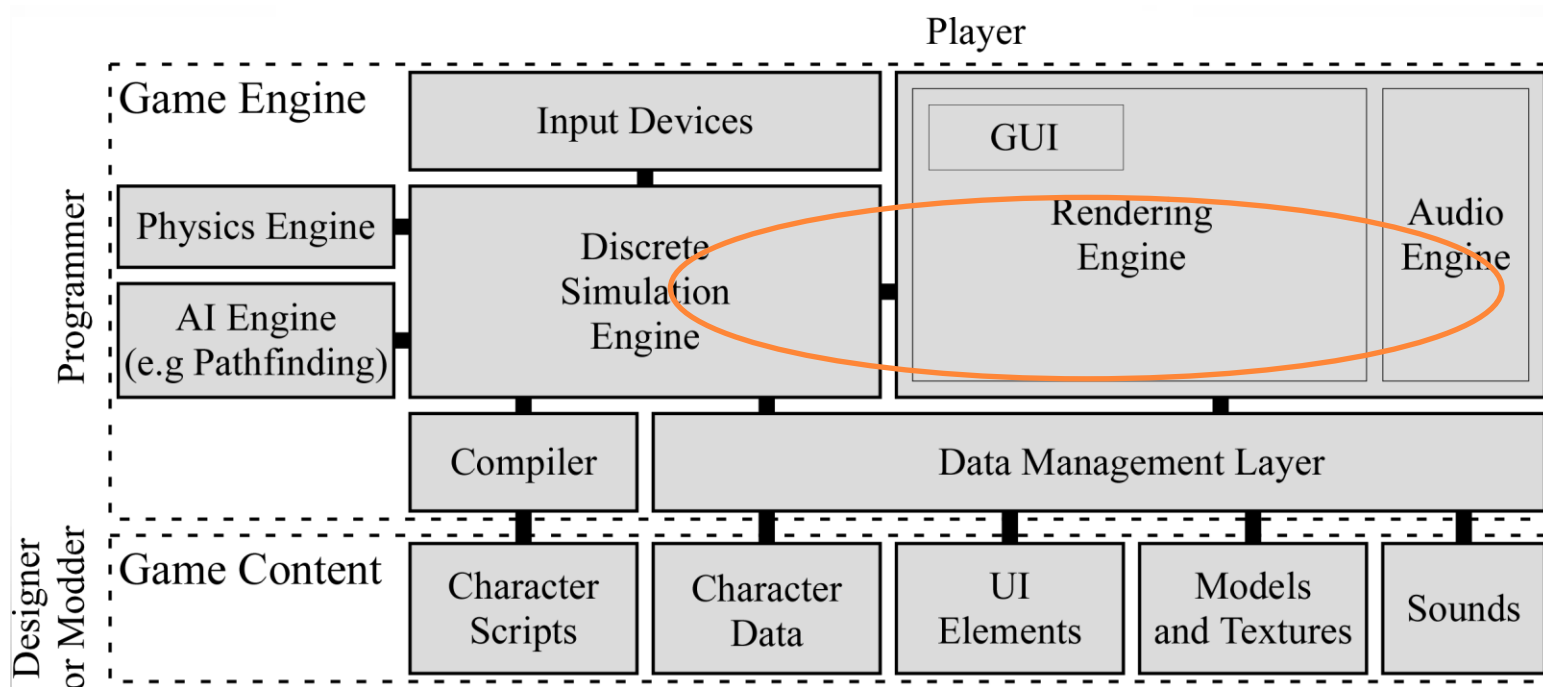 Player
Game Engine
Input Devices
GUI
Physics Engine
Discrete
Simulation
Engine
Rendering
Engine
Audio
Engine
AI Engine
(e.g Pathfinding)
Programmer
Compiler
Data Management Layer
Designer
or Modder
Game Content
Character
Scripts
Character
Data
UI
Elements
Models
and Textures
Sounds